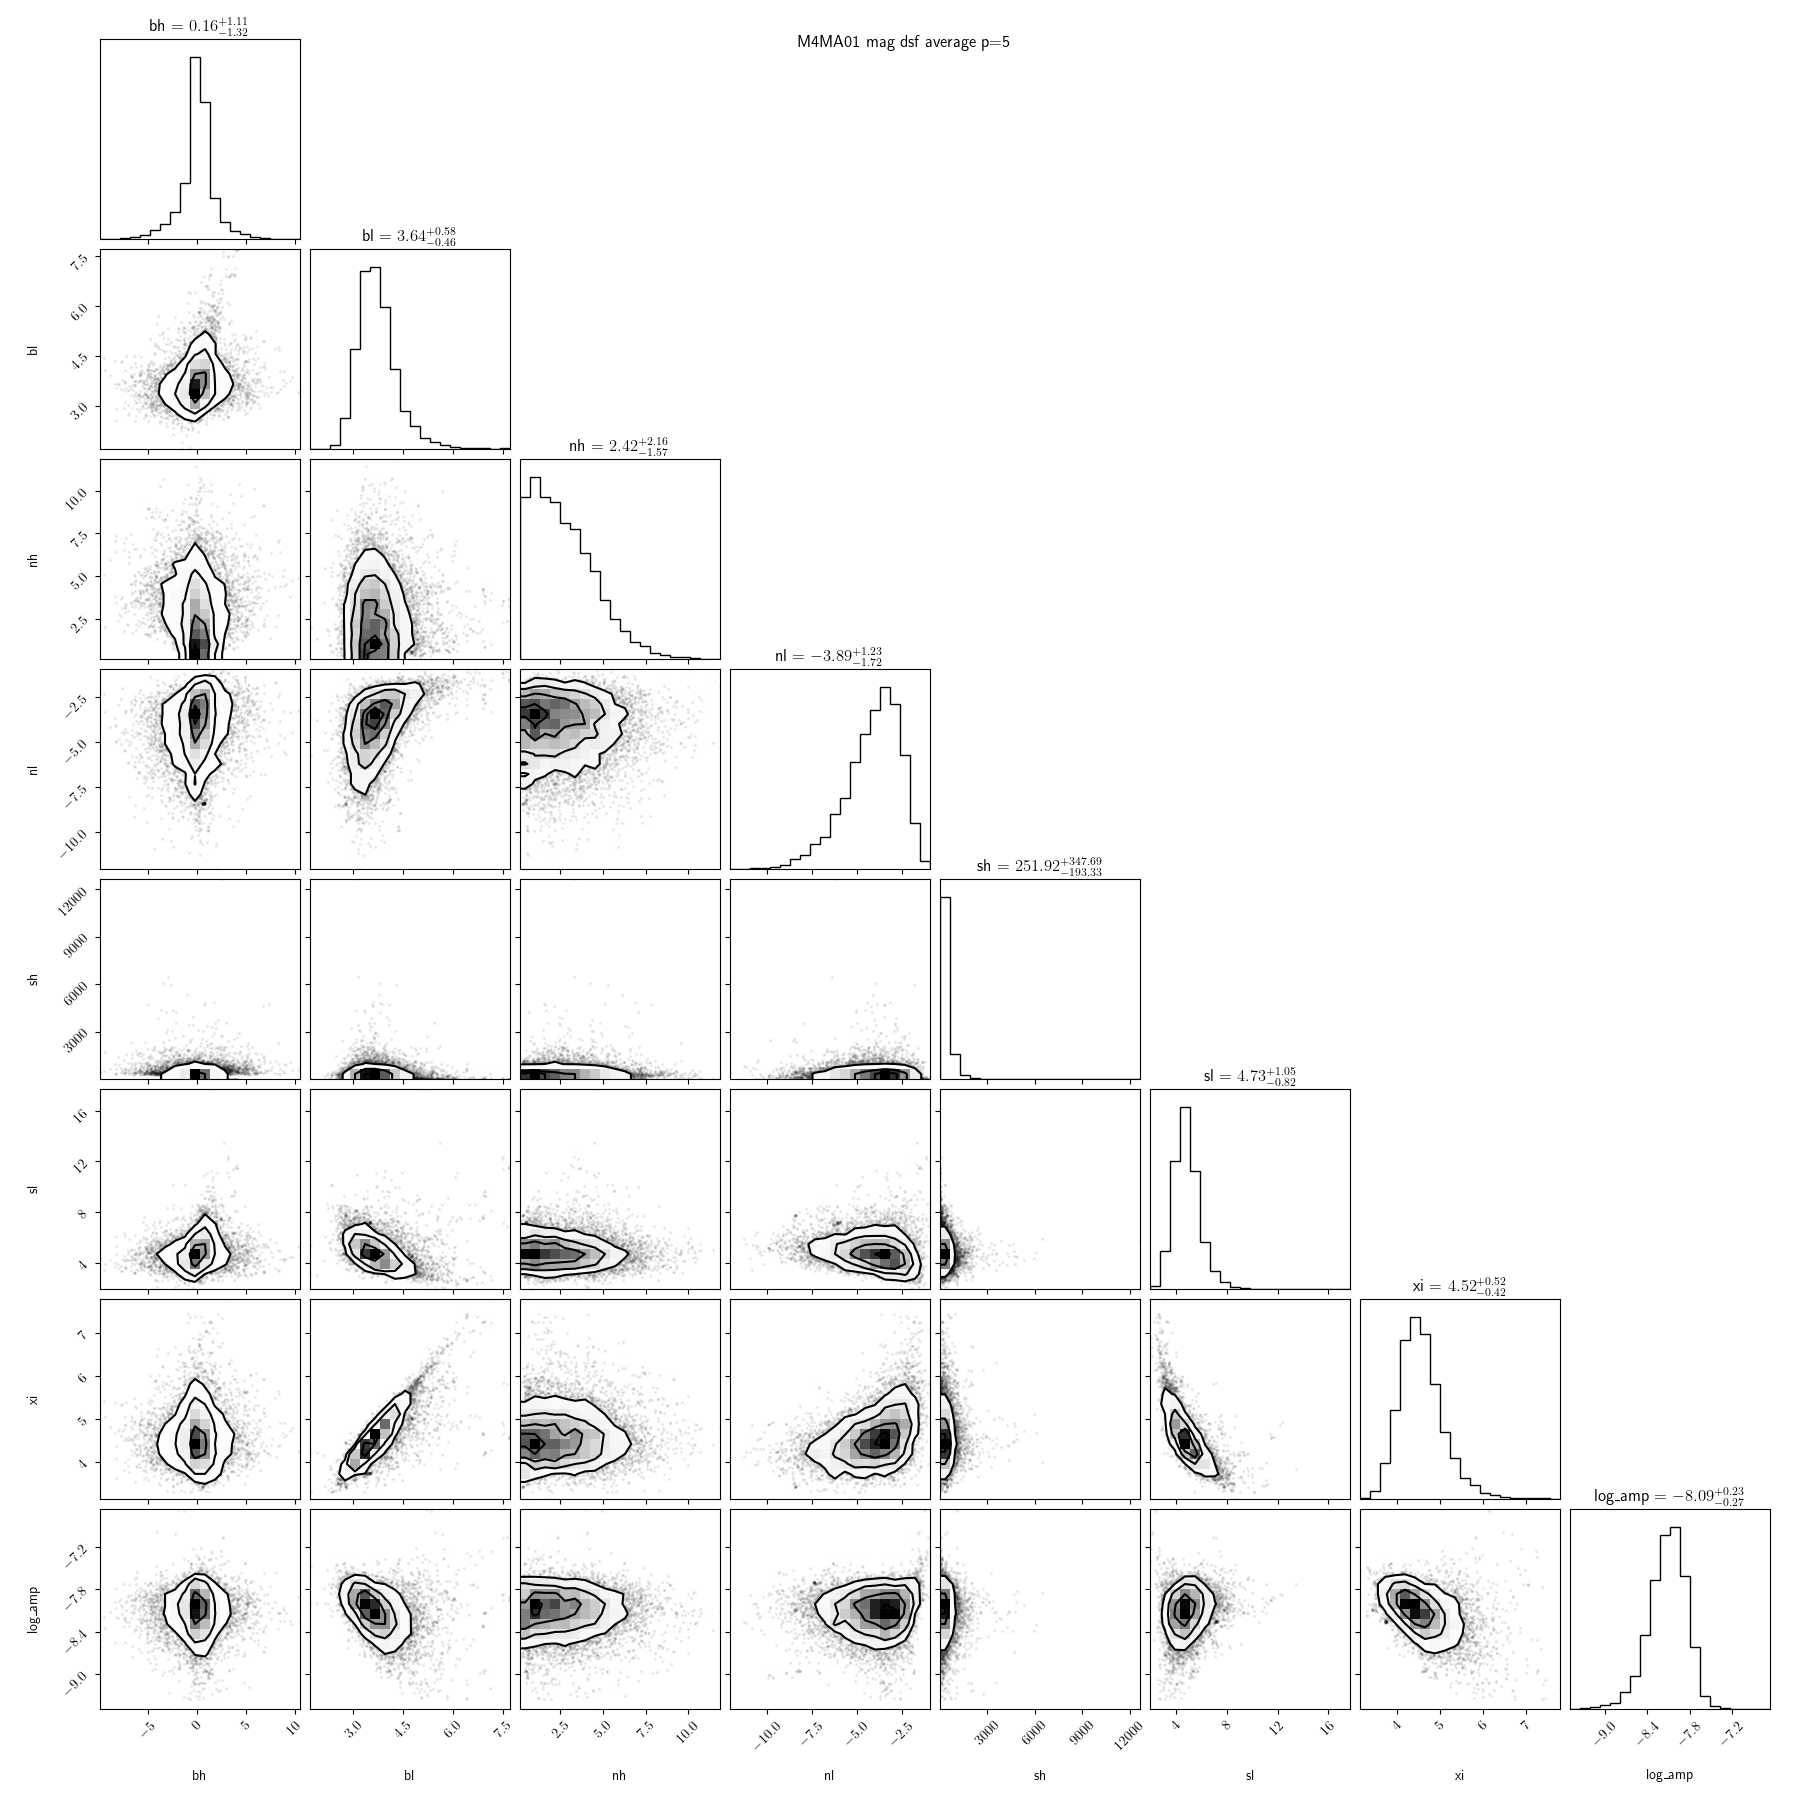 bh = 0.16+1.11 −1.32
M4MA01 mag dsf average p=5
bl = 3.64+0.58 −0.46
7.5
6.0
4.5
3.0
bl
nh = 2.42+2.16 −1.57
10.0
7.5
5.0
2.5
nh
nl = −3.89+1.23 −1.72
−2.5
−5.0
−7.5
−10.0
nl
sh = 251.92+347.69 −193.33
12000
9000
6000
3000
sh
sl = 4.73+1.05 −0.82
16
12
8
4
sl
xi = 4.52+0.52 −0.42
7
6
5
4
xi
log_amp = −8.09+0.23 −0.27
−7.2
−7.8
−8.4
−9.0
log_amp
−5 0 5 10 3.0 4.5 6.0 7.5 2.5 5.0 7.5 10.0 −10.0 −7.5 −5.0 −2.5 3000 6000 9000 12000 4 8 12 16 4 5 6 7 −9.0 −8.4 −7.8 −7.2
bh bl nh nl sh sl xi log_amp